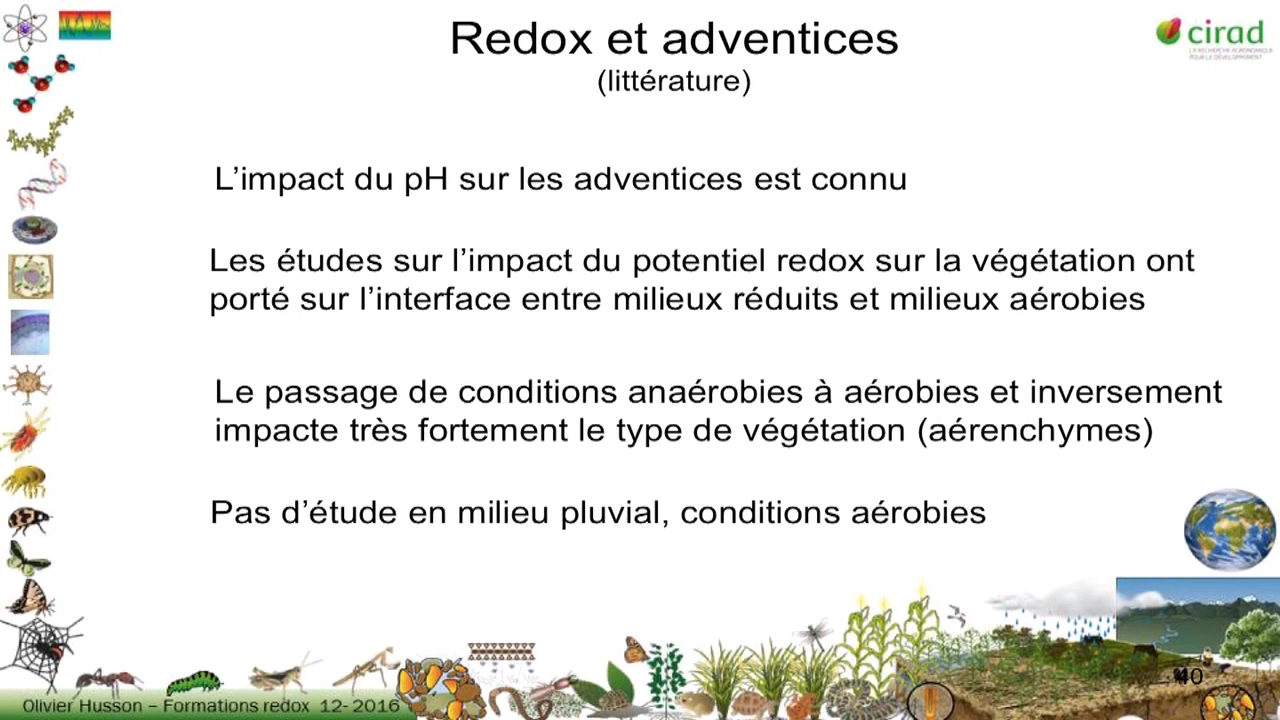 Redox et adventices
(littérature)
cirad
LA RECHERCHE AGRONOMIQUE
POUR LE DÉVELOPPEMENT
L'impact du pH sur les adventices est connu
Les études sur l'impact du potentiel redox sur la végétation ont
porté sur l'interface entre milieux réduits et milieux aérobies
Le passage de conditions anaérobies à aérobies et inversement
impacte très fortement le type de végétation (aérenchymes)
Pas d'étude en milieu pluvial, conditions aérobies
40
Olivier Husson – Formations redox 12- 2016